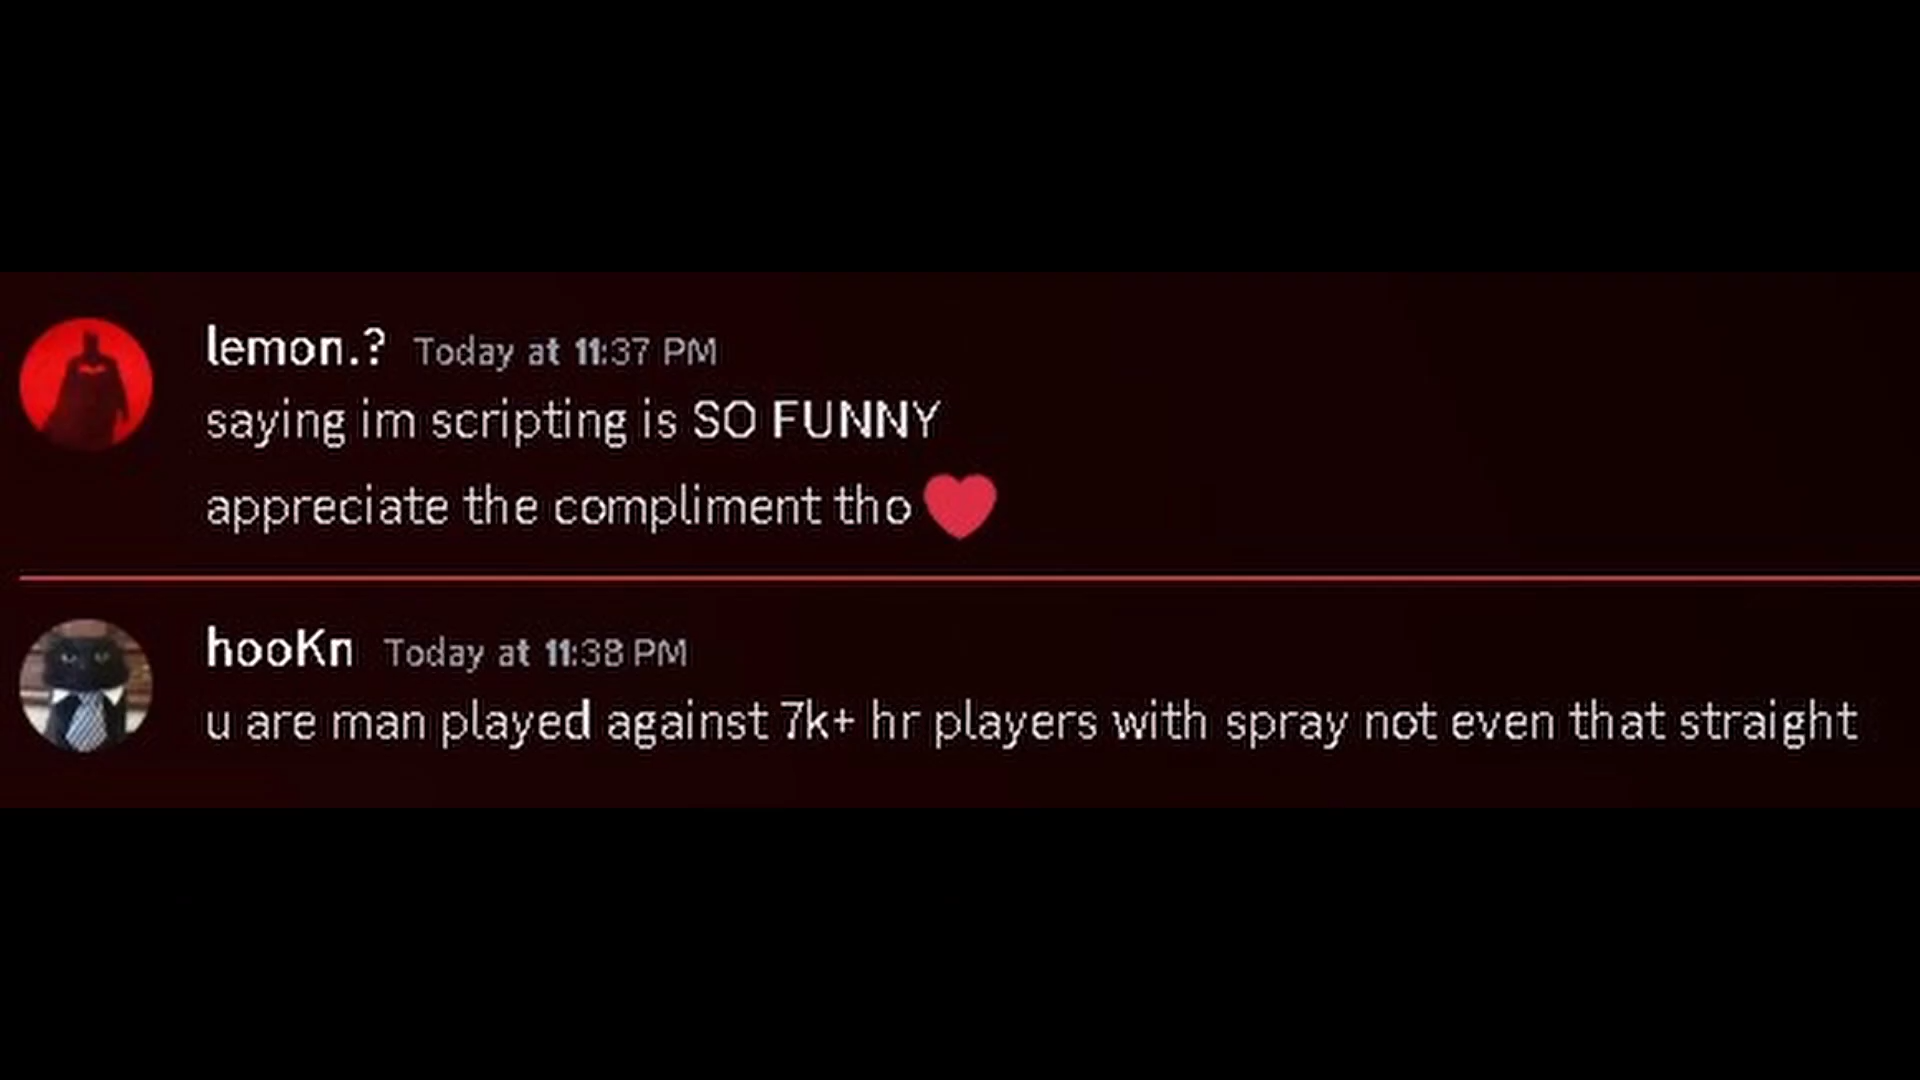 lemon.? Today at 11:37 PM
saying im scripting is SO FUNNY
appreciate the compliment tho ❤️
hooKn Today at 11:38 PM
u are man played against 7k+ hr players with spray not even that straight